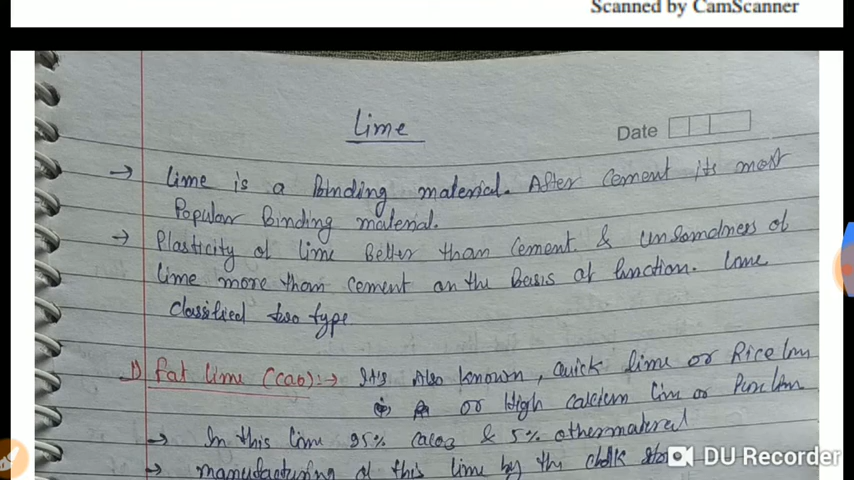 Scanned by CamScanner
Lime
Date
→ Lime is a Binding material. After cement its most
Popular Binding material.
→ Plasticity of lime Better than cement & unsoundness of
lime more than cement on the Basis of function. Lime
classified two type
1) Fat lime (CaO):→ It's Also known, Quick lime or Rice lim
or High calcium lim or Pure lim
→ In this lime 95% CaCO3 & 5% othermaterial
→ manufacturing of this lime by the chalk
DU Recorder